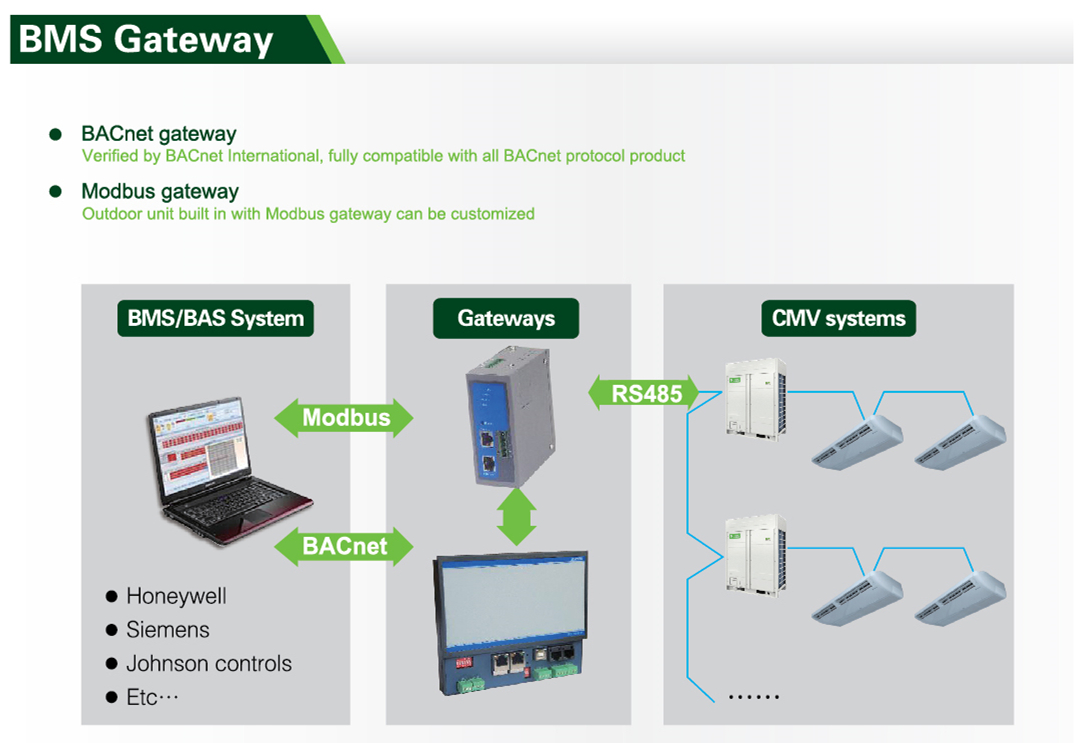 BMS Gateway
BACnet gateway
Verified by BACnet International, fully compatible with all BACnet protocol product
Modbus gateway
Outdoor unit built in with Modbus gateway can be customized
BMS/BAS System
Gateways
CMV systems
RS485
Modbus
BACnet
● Honeywell
● Siemens
● Johnson controls
● Etc···
······